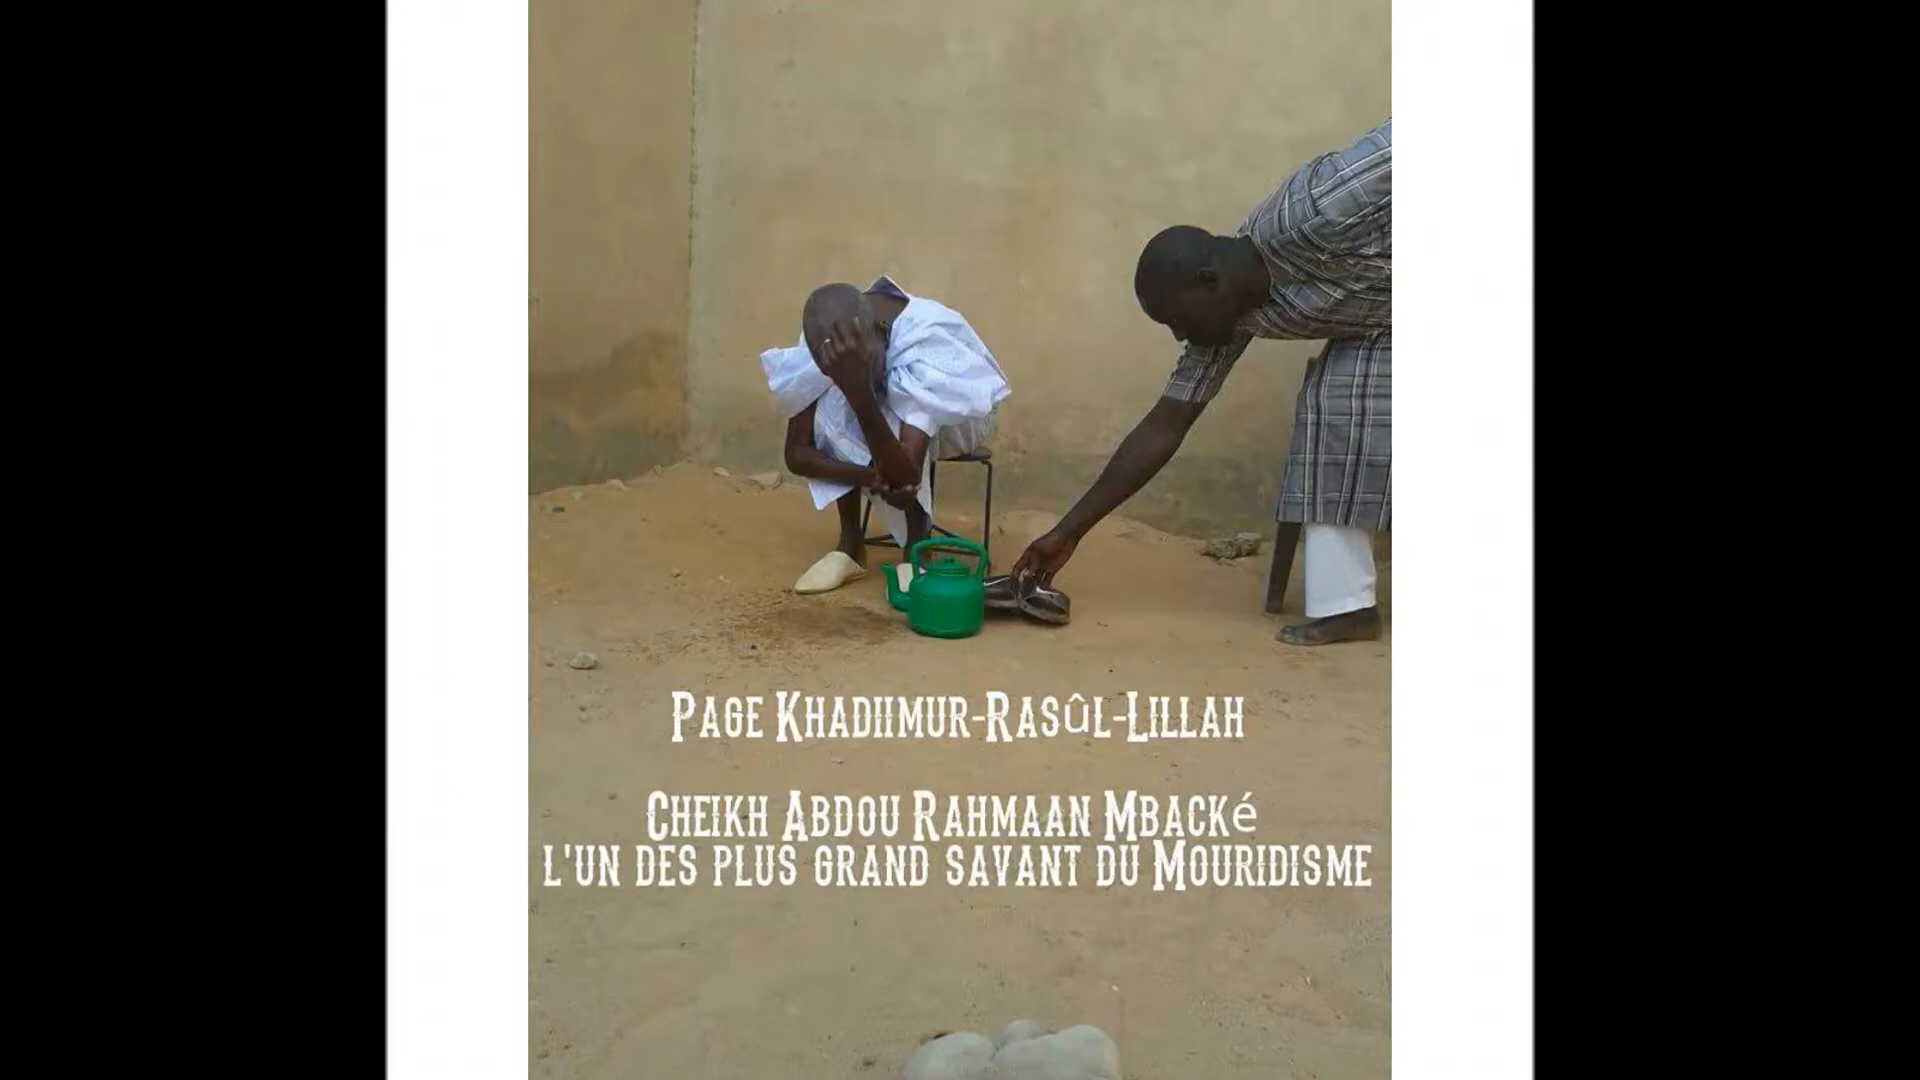 Page Khadiimur-Rasûl-Lillah
Cheikh Abdou Rahmaan Mbacké
l'un des plus grand savant du Mouridisme